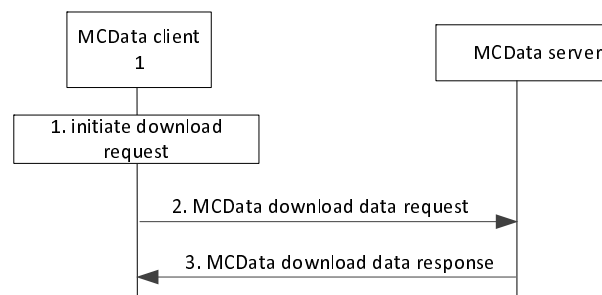 MCData client
1
MCData server
1. initiate download
request
2. MCData download data request
3. MCData download data response